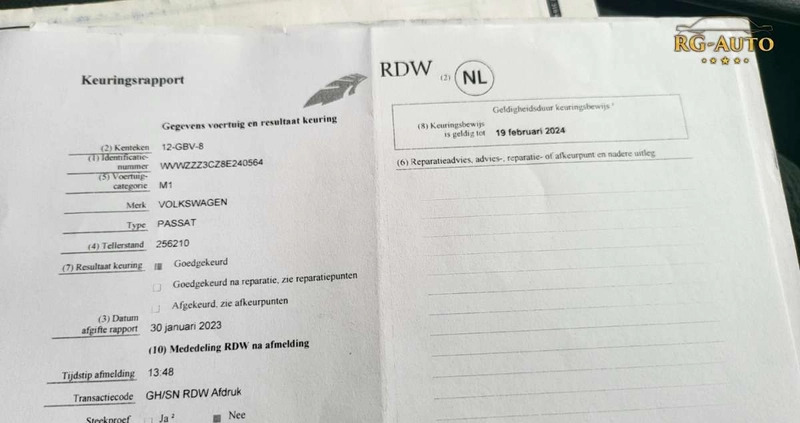 RG-AUTO
Keuringsrapport
Gegevens voertuig en resultaat keuring
(2) Kenteken 12-GBV-8
(1) Identificatie-
nummer WVWZZZ3CZ8E240564
(5) Voertuig-
categorie M1
Merk VOLKSWAGEN
Type PASSAT
(4) Tellerstand 256210
(7) Resultaat keuring Goedgekeurd
Goedgekeurd na reparatie, zie reparatiepunten
Afgekeurd, zie afkeurpunten
(3) Datum
afgifte rapport 30 januari 2023
(10) Mededeling RDW na afmelding
Tijdstip afmelding 13:48
Transactiecode GH/SN RDW Afdruk
Steekproef Ja ² Nee
RDW (2) NL
Geldigheidsduur keuringsbewijs ¹
(8) Keuringsbewijs
is geldig tot 19 februari 2024
(6) Reparatieadvies, advies-, reparatie- of afkeurpunt en nadere uitleg